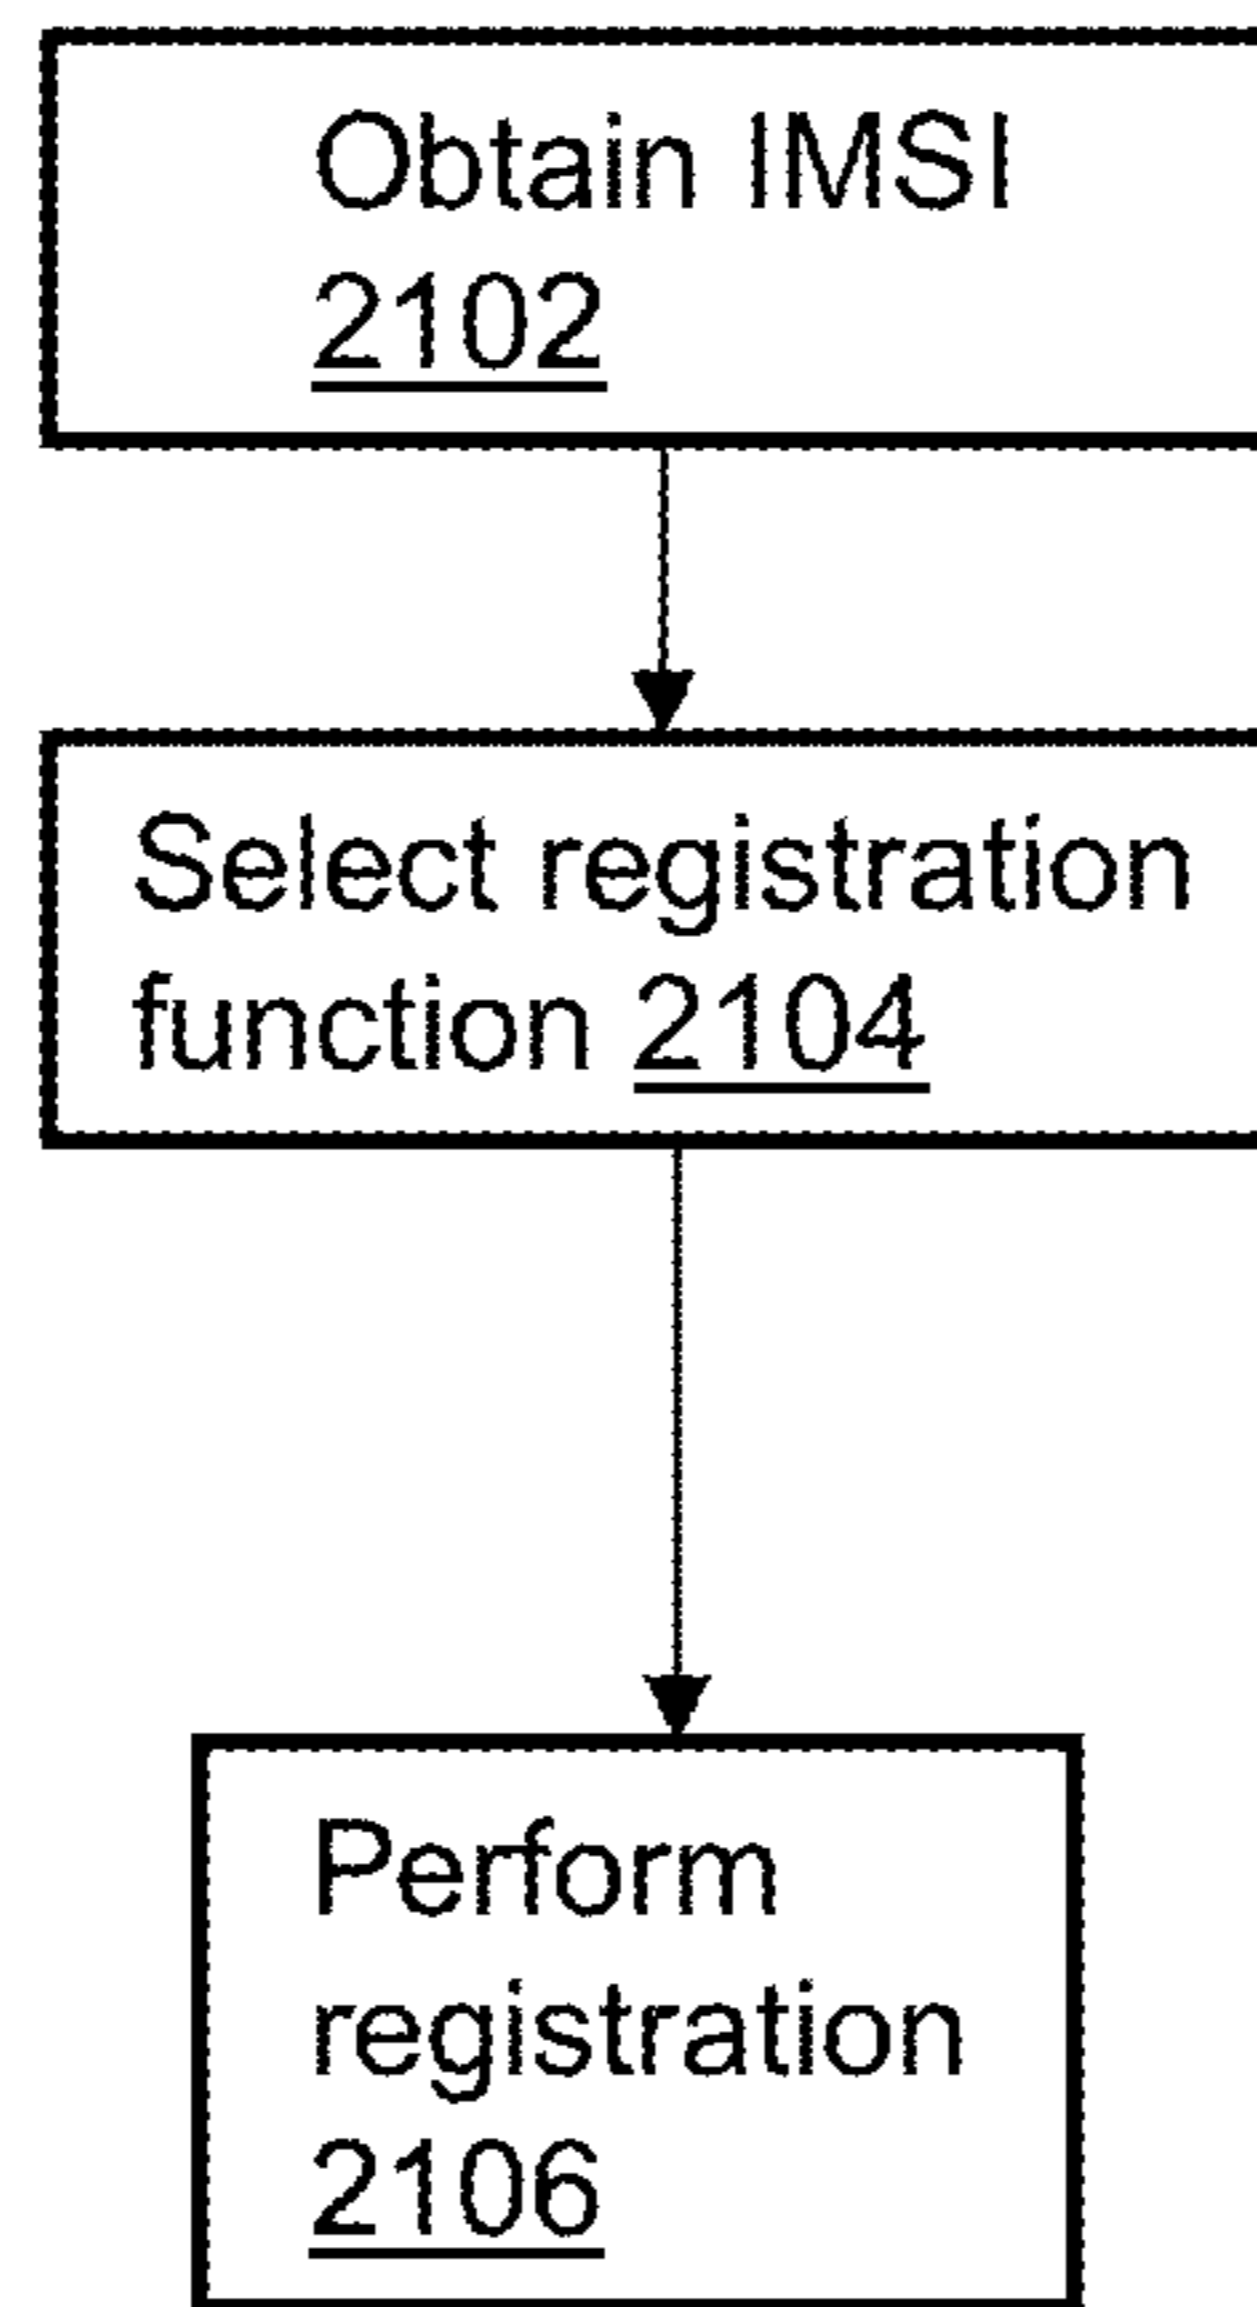 Obtain IMSI
2102
Select registration
function 2104
Perform
registration
2106